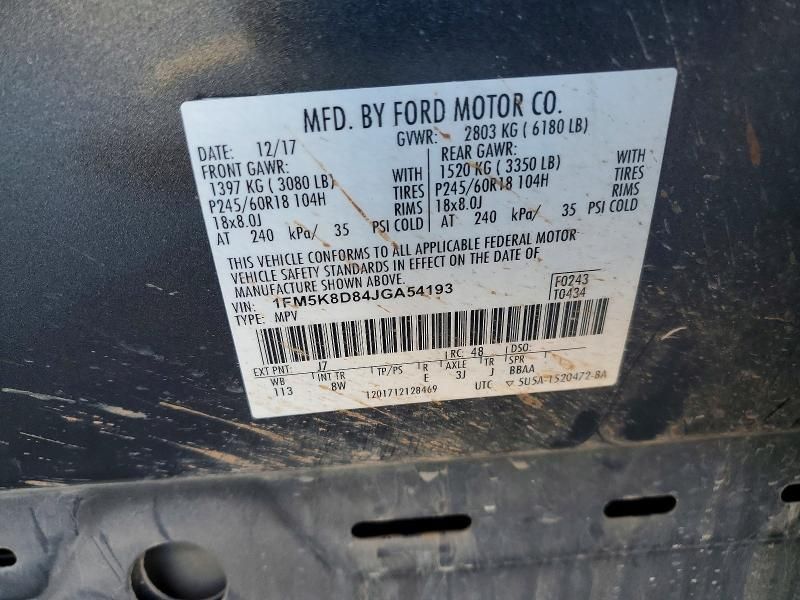 MFD. BY FORD MOTOR CO.
DATE: 12/17 GVWR: 2803 KG ( 6180 LB)
FRONT GAWR: REAR GAWR:
1397 KG ( 3080 LB) WITH 1520 KG ( 3350 LB) WITH
P245/60R18 104H TIRES P245/60R18 104H TIRES
18x8.0J RIMS 18x8.0J RIMS
AT 240 kPa/ 35 PSI COLD AT 240 kPa/ 35 PSI COLD
THIS VEHICLE CONFORMS TO ALL APPLICABLE FEDERAL MOTOR
VEHICLE SAFETY STANDARDS IN EFFECT ON THE DATE OF
MANUFACTURE SHOWN ABOVE.
VIN: 1FM5K8D84JGA54193 F0243
TYPE: MPV T0434
EXT PNT: J7 RC: 48 DSO:
WB INT TR TP/PS R AXLE TR SPR
113 8W E 3J J BBAA
1201712128469 UTC ▽ 5U5A-1520472-BA